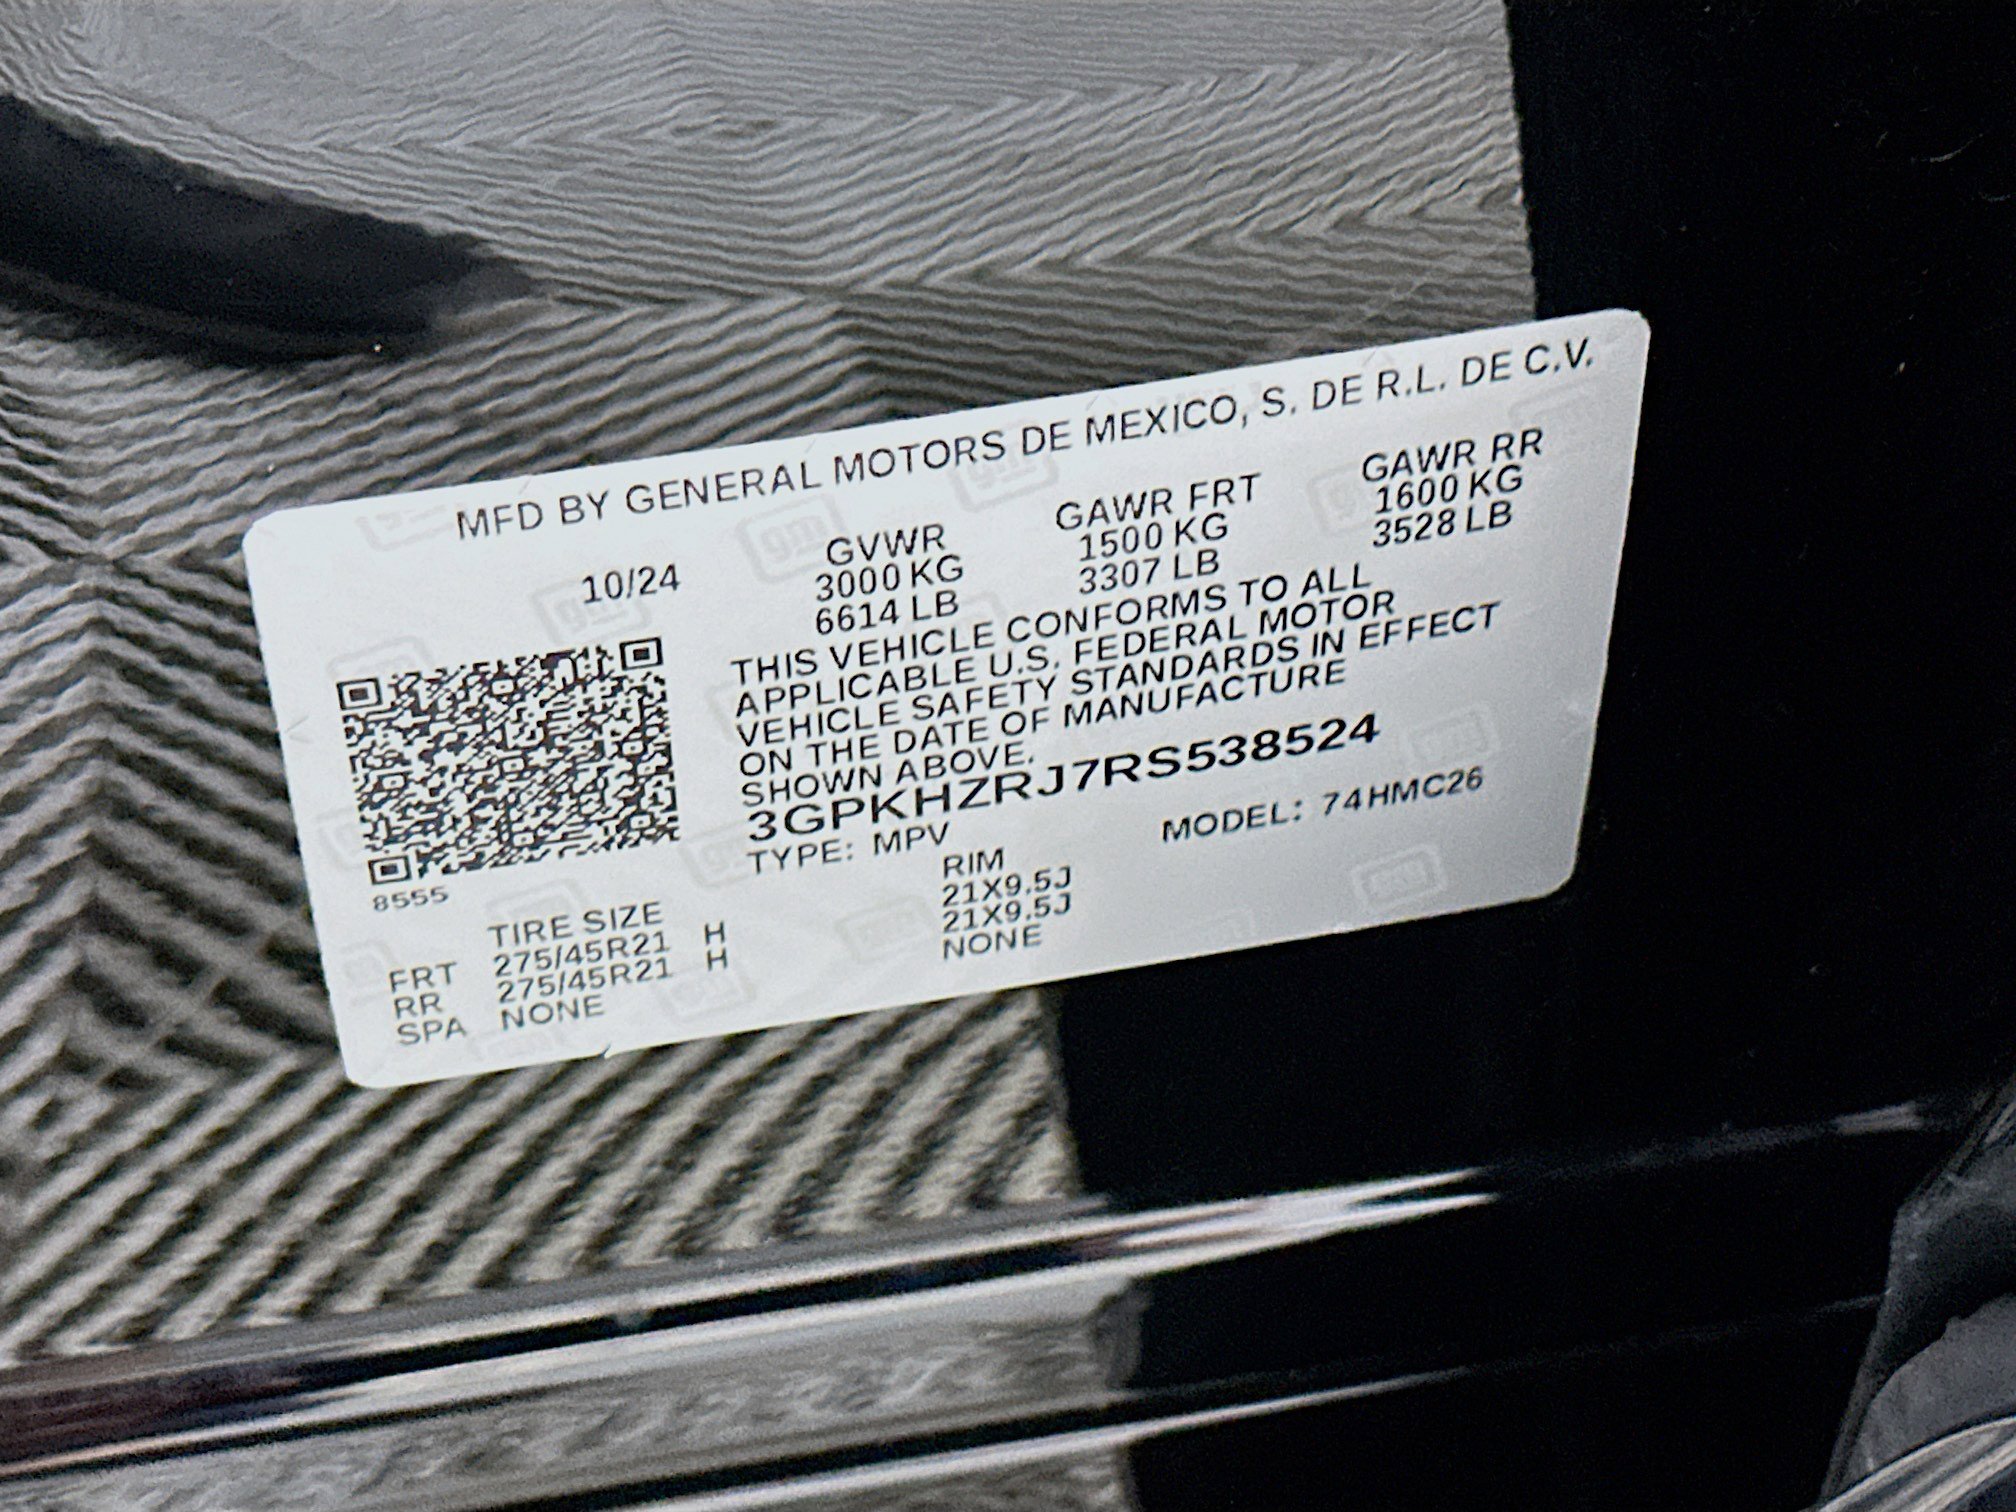 MFD BY GENERAL MOTORS DE MEXICO, S. DE R.L. DE C.V.
10/24 GVWR GAWR FRT GAWR RR
3000 KG 1500 KG 1600 KG
6614 LB 3307 LB 3528 LB
THIS VEHICLE CONFORMS TO ALL
APPLICABLE U.S. FEDERAL MOTOR
VEHICLE SAFETY STANDARDS IN EFFECT
ON THE DATE OF MANUFACTURE
SHOWN ABOVE.
3GPKHZRJ7RS538524
TYPE: MPV MODEL: 74HMC26
8555
TIRE SIZE RIM
FRT 275/45R21 H 21X9.5J
RR 275/45R21 H 21X9.5J
SPA NONE NONE